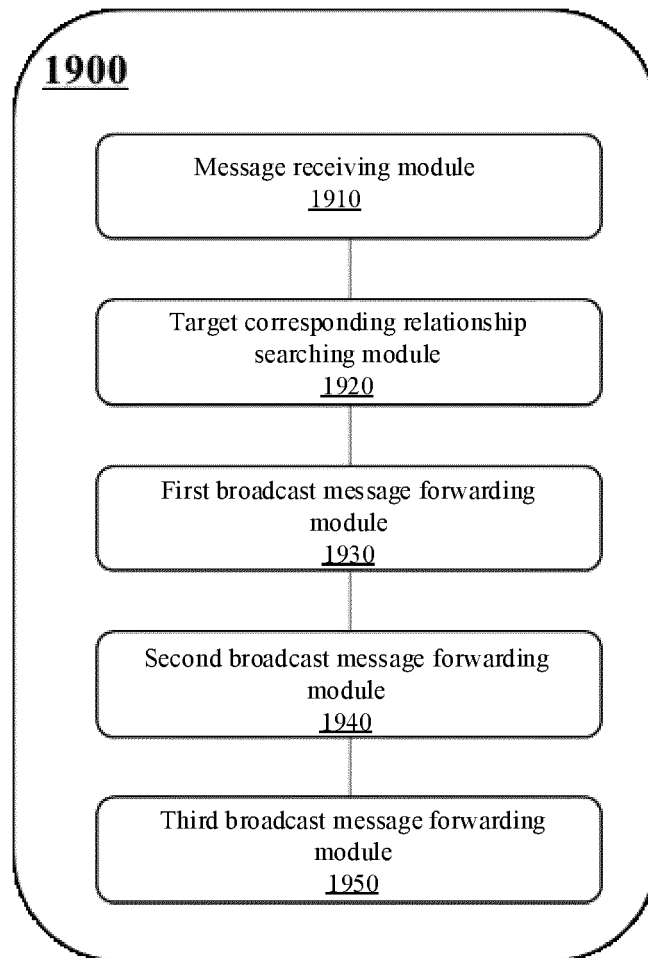 1900
Message receiving module
1910
Target corresponding relationship
searching module
1920
First broadcast message forwarding
module
1930
Second broadcast message forwarding
module
1940
Third broadcast message forwarding
module
1950